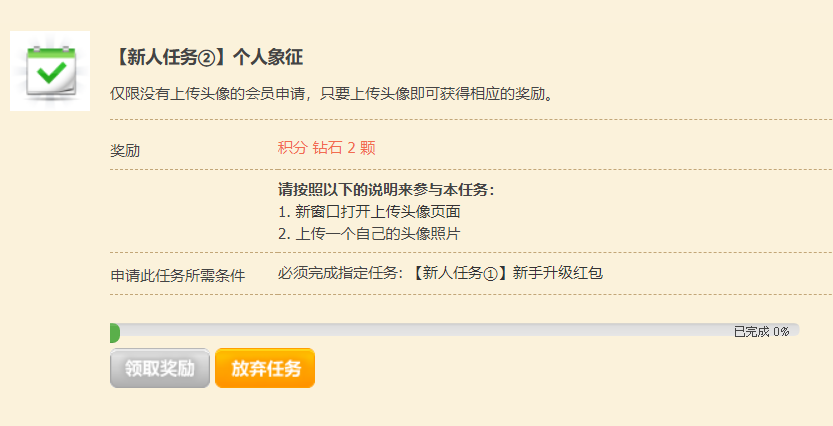 【新人任务②】个人象征
仅限没有上传头像的会员申请，只要上传头像即可获得相应的奖励。
奖励
积分 钻石 2 颗
请按照以下的说明来参与本任务：
1. 新窗口打开上传头像页面
2. 上传一个自己的头像照片
申请此任务所需条件
必须完成指定任务：【新人任务①】新手升级红包
已完成 0%
领取奖励
放弃任务